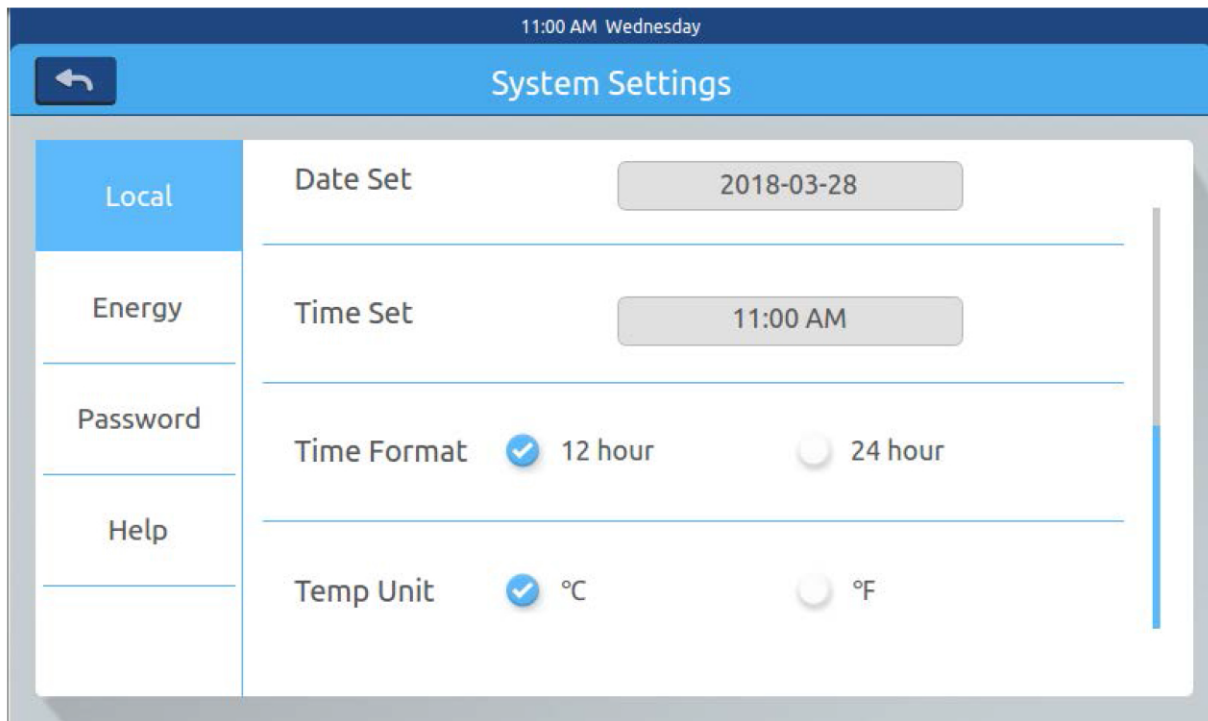 11:00 AM Wednesday
System Settings
Local
Energy
Password
Help
Date Set
2018-03-28
Time Set
11:00 AM
Time Format
12 hour
24 hour
Temp Unit
℃
℉